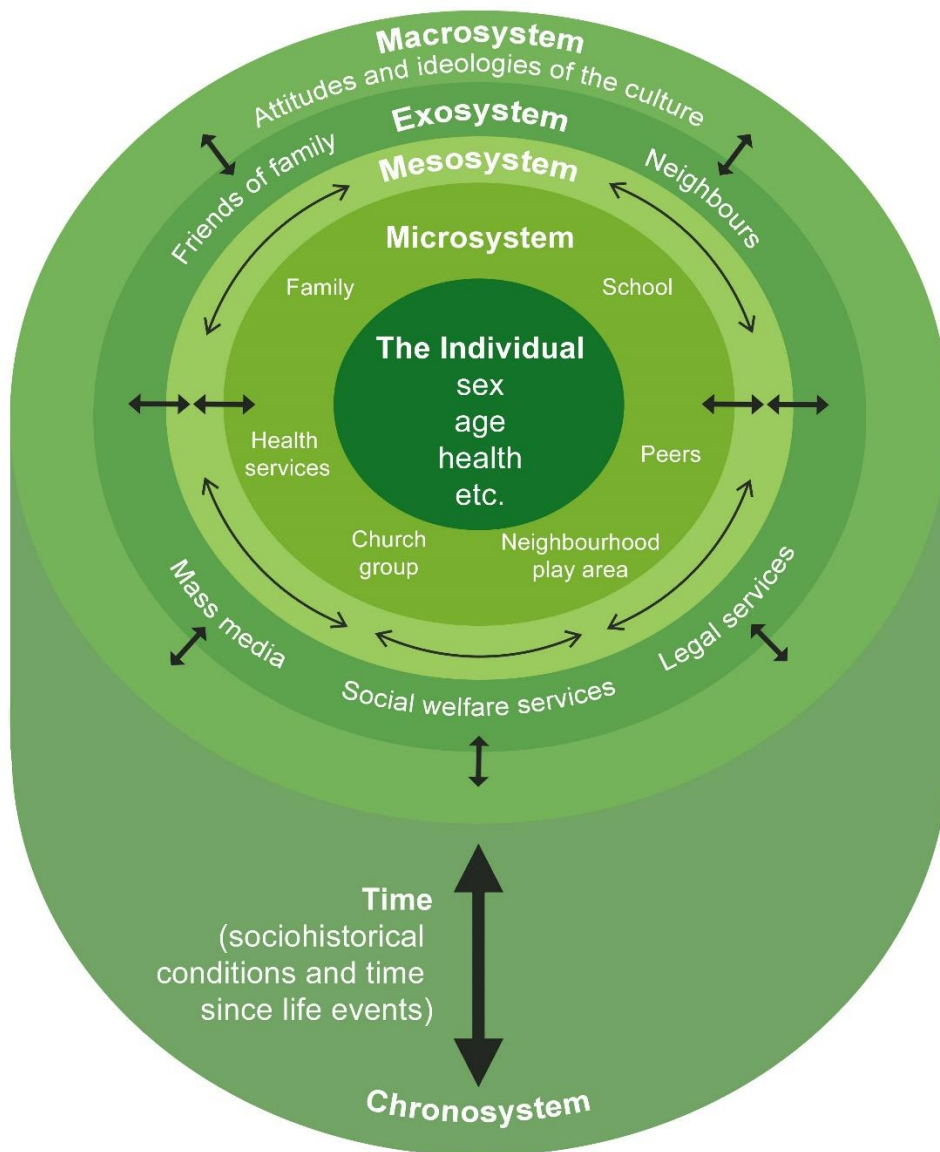 Macrosystem
Attitudes and ideologies of the culture
Exosystem
Friends of family
Neighbours
Mesosystem
Microsystem
Family
School
The Individual
sex
age
health
etc.
Health
services
Peers
Church
group
Neighbourhood
play area
Mass media
Legal services
Social welfare services
Time
(sociohistorical
conditions and time
since life events)
Chronosystem